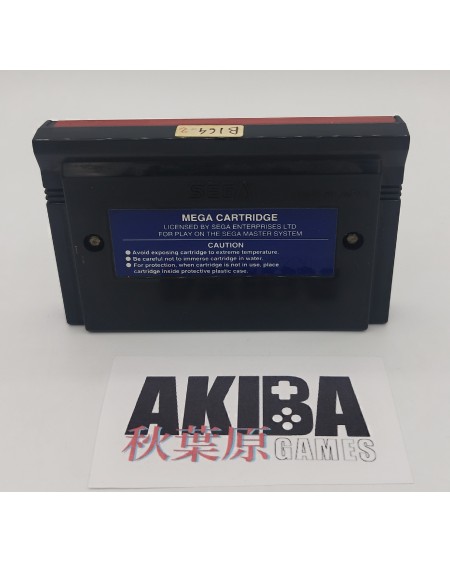 B164-2
SEGA
MEGA CARTRIDGE
LICENSED BY SEGA ENTERPRISES LTD
FOR PLAY ON THE SEGA MASTER SYSTEM
CAUTION
● Avoid exposing cartridge to extreme temperature.
● Be careful not to immerse cartridge in water.
● For protection, when cartridge is not in use, place
cartridge inside protective plastic case.
AKIBA
秋葉原 GAMES